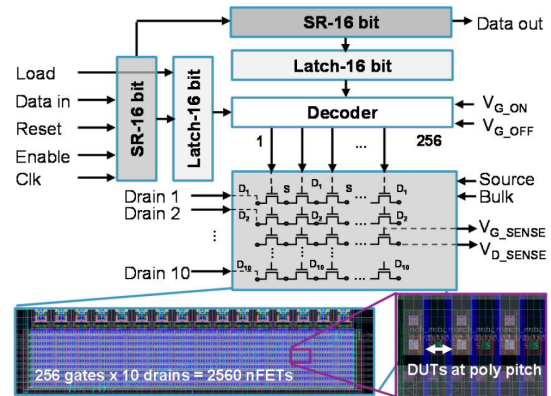 SR-16 bit
Data out
Latch-16 bit
Load
Data in
Reset
Enable
Clk
SR-16 bit
Latch-16 bit
Decoder
V_G_ON
V_G_OFF
1 ... 256
Source
Bulk
Drain 1
D1 S D1 S D1
Drain 2
D2 D2 D2
V_G_SENSE
V_D_SENSE
Drain 10
D10 D10 D10
256 gates x 10 drains = 2560 nFETs
DUTs at poly pitch